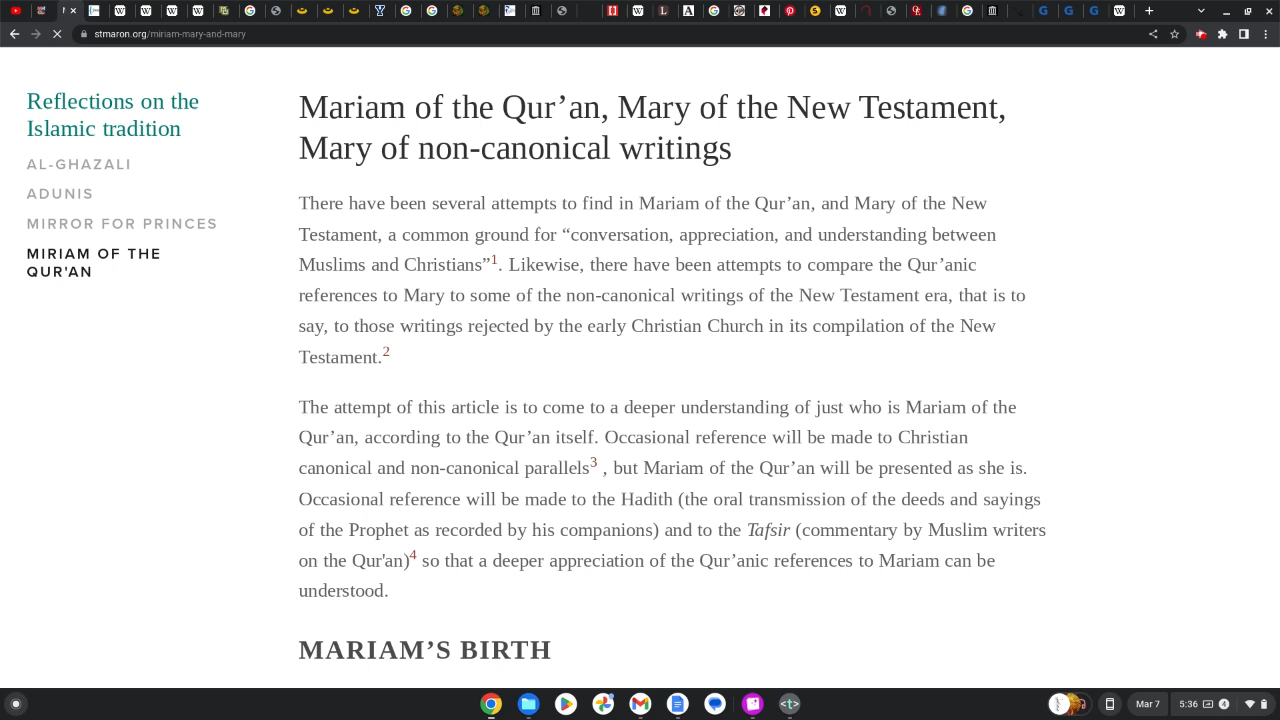 stmaron.org/miriam-mary-and-mary
Reflections on the
Islamic tradition
AL-GHAZALI
ADUNIS
MIRROR FOR PRINCES
MIRIAM OF THE
QUR'AN
Mariam of the Qur’an, Mary of the New Testament,
Mary of non-canonical writings
There have been several attempts to find in Mariam of the Qur’an, and Mary of the New
Testament, a common ground for “conversation, appreciation, and understanding between
Muslims and Christians”1. Likewise, there have been attempts to compare the Qur’anic
references to Mary to some of the non-canonical writings of the New Testament era, that is to
say, to those writings rejected by the early Christian Church in its compilation of the New
Testament.2
The attempt of this article is to come to a deeper understanding of just who is Mariam of the
Qur’an, according to the Qur’an itself. Occasional reference will be made to Christian
canonical and non-canonical parallels3 , but Mariam of the Qur’an will be presented as she is.
Occasional reference will be made to the Hadith (the oral transmission of the deeds and sayings
of the Prophet as recorded by his companions) and to the Tafsir (commentary by Muslim writers
on the Qur'an)4 so that a deeper appreciation of the Qur’anic references to Mariam can be
understood.
MARIAM’S BIRTH
Mar 7
5:36